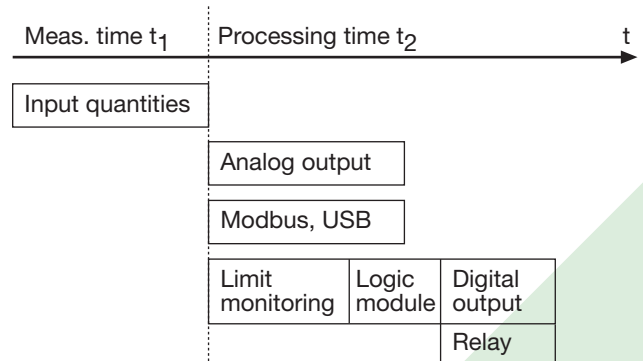 Meas. time t1 Processing time t2 t
Input quantities
Analog output
Modbus, USB
Limit monitoring Logic module Digital output
Relay